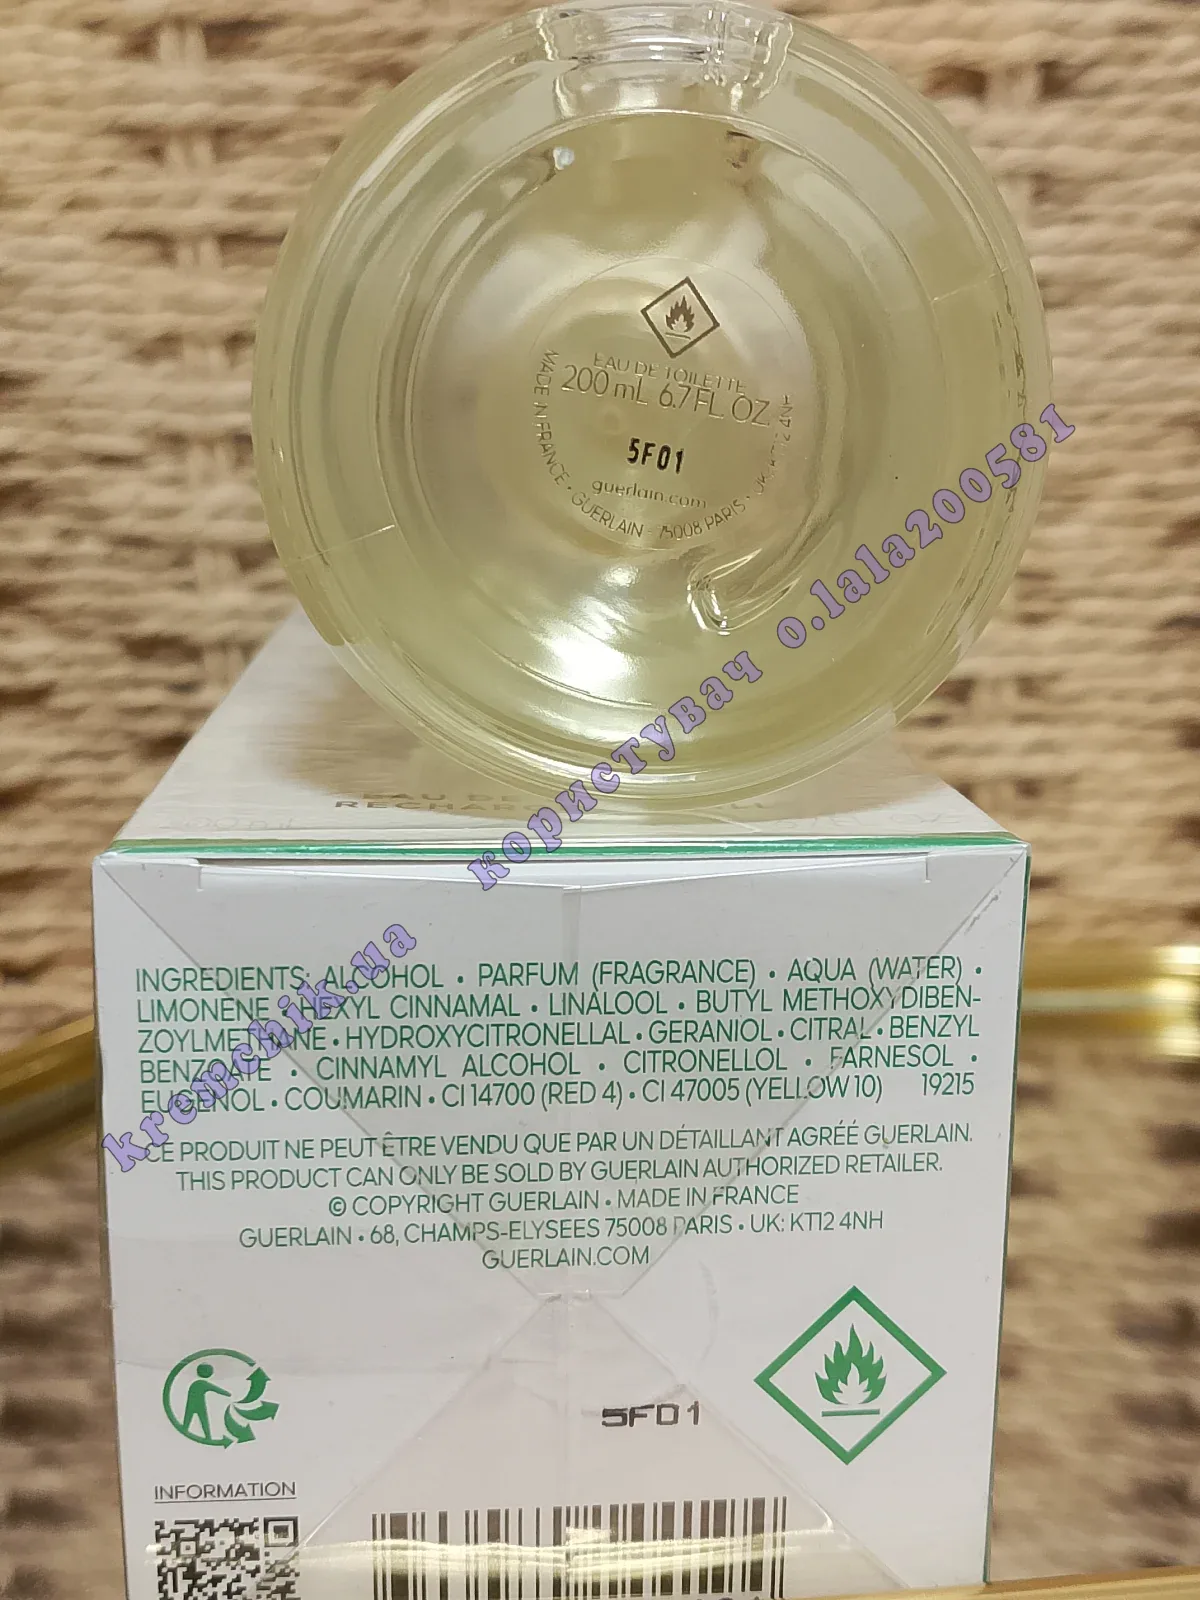 EAU DE TOILETTE
200 mL 6.7 FL. OZ
5F01
guerlain.com
MADE IN FRANCE • GUERLAIN - 75008 PARIS • UK: KT12 4NH
користувач o.lala200581
EAU DE
INGREDIENTS: ALCOHOL • PARFUM (FRAGRANCE) • AQUA (WATER) •
LIMONENE • HEXYL CINNAMAL • LINALOOL • BUTYL METHOXYDIBEN-
ZOYLMETHANE • HYDROXYCITRONELLAL • GERANIOL • CITRAL • BENZYL
BENZOATE • CINNAMYL ALCOHOL • CITRONELLOL • FARNESOL •
EUGENOL • COUMARIN • CI 14700 (RED 4) • CI 47005 (YELLOW 10) 19215
kremchik.ua
CE PRODUIT NE PEUT ÊTRE VENDU QUE PAR UN DÉTAILLANT AGRÉÉ GUERLAIN.
THIS PRODUCT CAN ONLY BE SOLD BY GUERLAIN AUTHORIZED RETAILER.
© COPYRIGHT GUERLAIN • MADE IN FRANCE
GUERLAIN • 68, CHAMPS-ELYSEES 75008 PARIS • UK: KT12 4NH
GUERLAIN.COM
5F01
INFORMATION